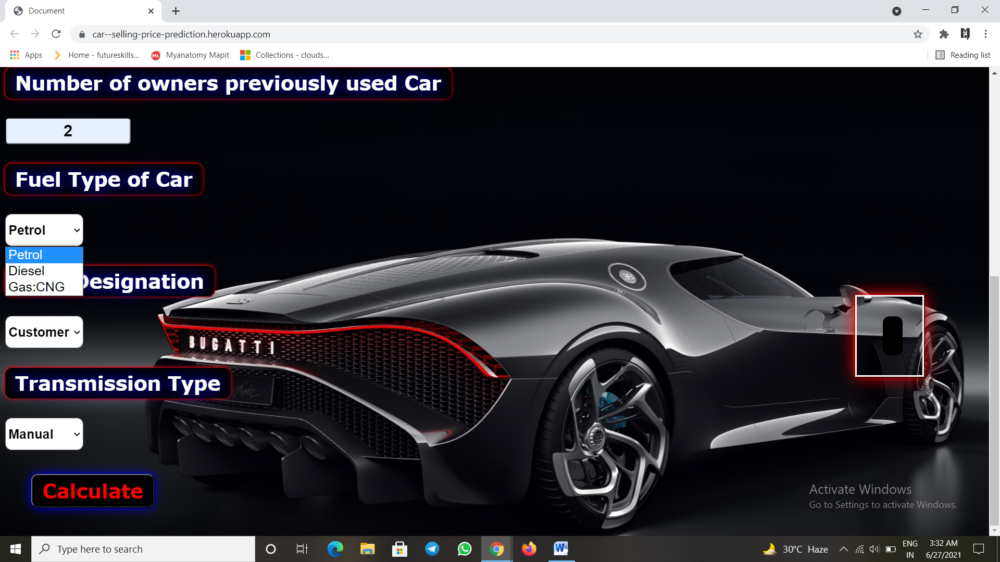 Document
car--selling-price-prediction.herokuapp.com
Apps
Home - futureskills...
Myanatomy Mapit
Collections - clouds...
Reading list
Number of owners previously used Car
2
Fuel Type of Car
Petrol
Petrol
Diesel
Gas:CNG
Designation
Customer
BUGATTI
Transmission Type
Manual
Calculate
Activate Windows
Go to Settings to activate Windows.
Type here to search
30°C Haze
ENG
IN
3:32 AM
6/27/2021